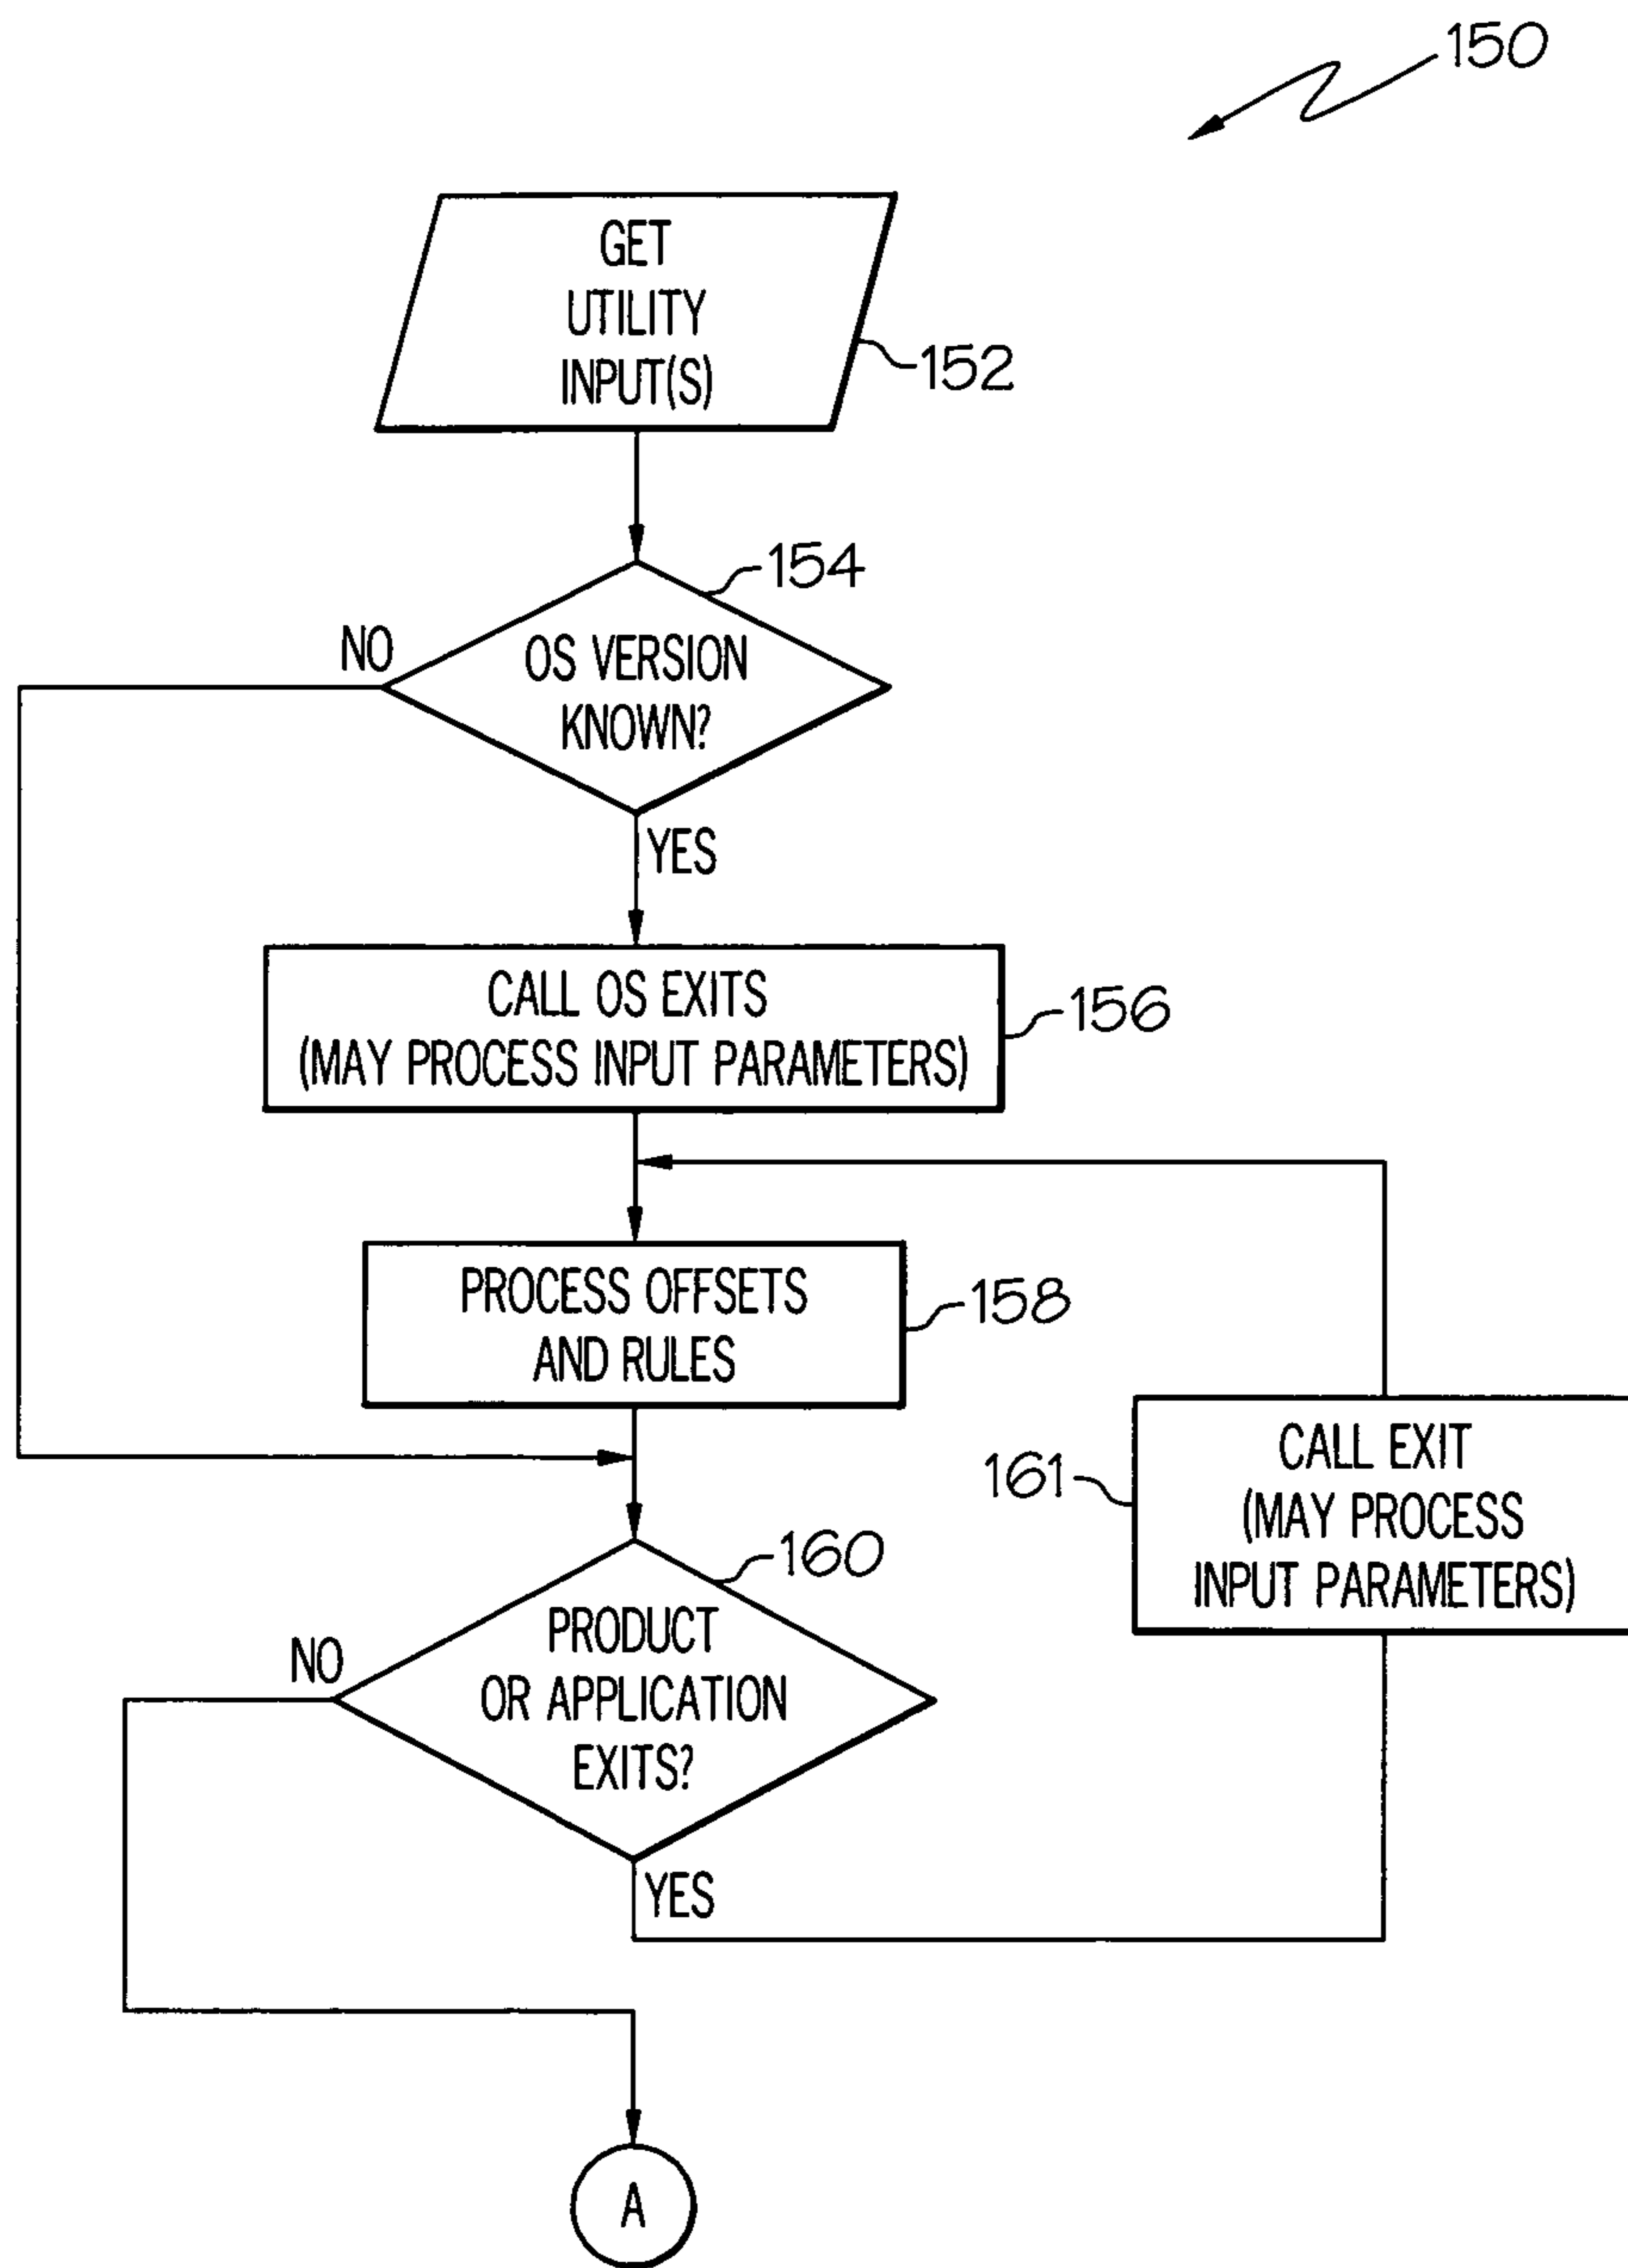 150
GET
UTILITY
INPUT(S)
152
154
NO
OS VERSION
KNOWN?
YES
CALL OS EXITS
(MAY PROCESS INPUT PARAMETERS)
156
PROCESS OFFSETS
AND RULES
158
161
CALL EXIT
(MAY PROCESS
INPUT PARAMETERS)
160
NO
PRODUCT
OR APPLICATION
EXITS?
YES
A